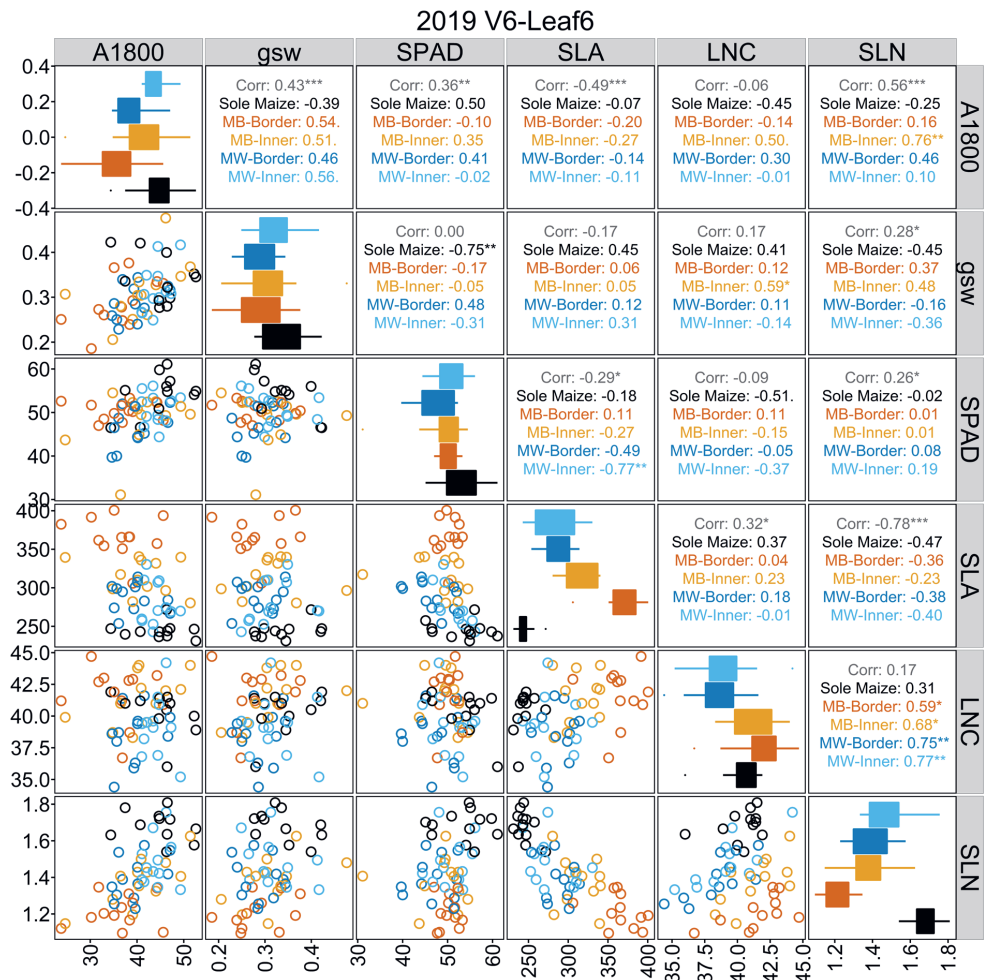 2019 V6-Leaf6
A1800 gsw SPAD SLA LNC SLN
0.4
0.2
0.0
-0.2
-0.4
Corr: 0.43***
Sole Maize: -0.39
MB-Border: 0.54.
MB-Inner: 0.51.
MW-Border: 0.46
MW-Inner: 0.56.
Corr: 0.36**
Sole Maize: 0.50
MB-Border: -0.10
MB-Inner: 0.35
MW-Border: 0.41
MW-Inner: -0.02
Corr: -0.49***
Sole Maize: -0.07
MB-Border: -0.20
MB-Inner: -0.27
MW-Border: -0.14
MW-Inner: -0.11
Corr: -0.06
Sole Maize: -0.45
MB-Border: -0.14
MB-Inner: 0.50.
MW-Border: 0.30
MW-Inner: -0.01
Corr: 0.56***
Sole Maize: -0.25
MB-Border: 0.16
MB-Inner: 0.76**
MW-Border: 0.46
MW-Inner: 0.10
A1800
0.4
0.3
0.2
Corr: 0.00
Sole Maize: -0.75**
MB-Border: -0.17
MB-Inner: -0.05
MW-Border: 0.48
MW-Inner: -0.31
Corr: -0.17
Sole Maize: 0.45
MB-Border: 0.06
MB-Inner: 0.05
MW-Border: 0.12
MW-Inner: 0.31
Corr: 0.17
Sole Maize: 0.41
MB-Border: 0.12
MB-Inner: 0.59*
MW-Border: 0.11
MW-Inner: -0.14
Corr: 0.28*
Sole Maize: -0.45
MB-Border: 0.37
MB-Inner: 0.48
MW-Border: -0.16
MW-Inner: -0.36
gsw
60
50
40
30
Corr: -0.29*
Sole Maize: -0.18
MB-Border: 0.11
MB-Inner: -0.27
MW-Border: -0.49
MW-Inner: -0.77**
Corr: -0.09
Sole Maize: -0.51.
MB-Border: 0.11
MB-Inner: -0.15
MW-Border: -0.05
MW-Inner: -0.37
Corr: 0.26*
Sole Maize: -0.02
MB-Border: 0.01
MB-Inner: 0.01
MW-Border: 0.08
MW-Inner: 0.19
SPAD
400
350
300
250
Corr: 0.32*
Sole Maize: 0.37
MB-Border: 0.04
MB-Inner: 0.23
MW-Border: 0.18
MW-Inner: -0.01
Corr: -0.78***
Sole Maize: -0.47
MB-Border: -0.36
MB-Inner: -0.23
MW-Border: -0.38
MW-Inner: -0.40
SLA
45.0
42.5
40.0
37.5
35.0
Corr: 0.17
Sole Maize: 0.31
MB-Border: 0.59*
MB-Inner: 0.68*
MW-Border: 0.75**
MW-Inner: 0.77**
LNC
1.8
1.6
1.4
1.2
SLN
30 40 50 0.2 0.3 0.4 30 40 50 60 250 300 350 400 35.0 37.5 40.0 42.5 45.0 1.2 1.4 1.6 1.8